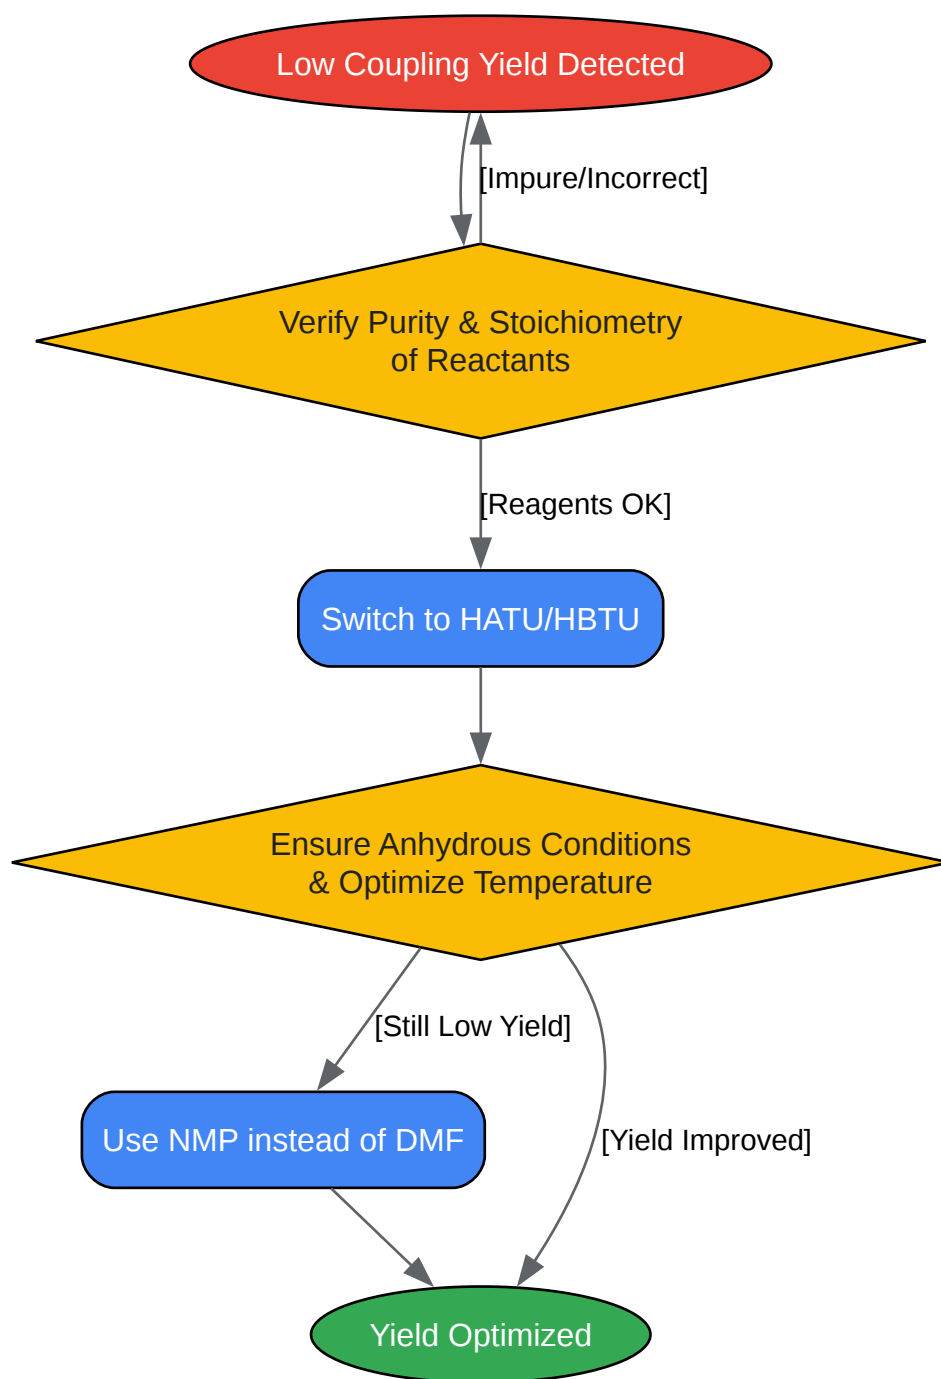 Low Coupling Yield Detected
[Impure/Incorrect]
Verify Purity & Stoichiometry
of Reactants
[Reagents OK]
Switch to HATU/HBTU
Ensure Anhydrous Conditions
& Optimize Temperature
[Still Low Yield]
Use NMP instead of DMF
[Yield Improved]
Yield Optimized